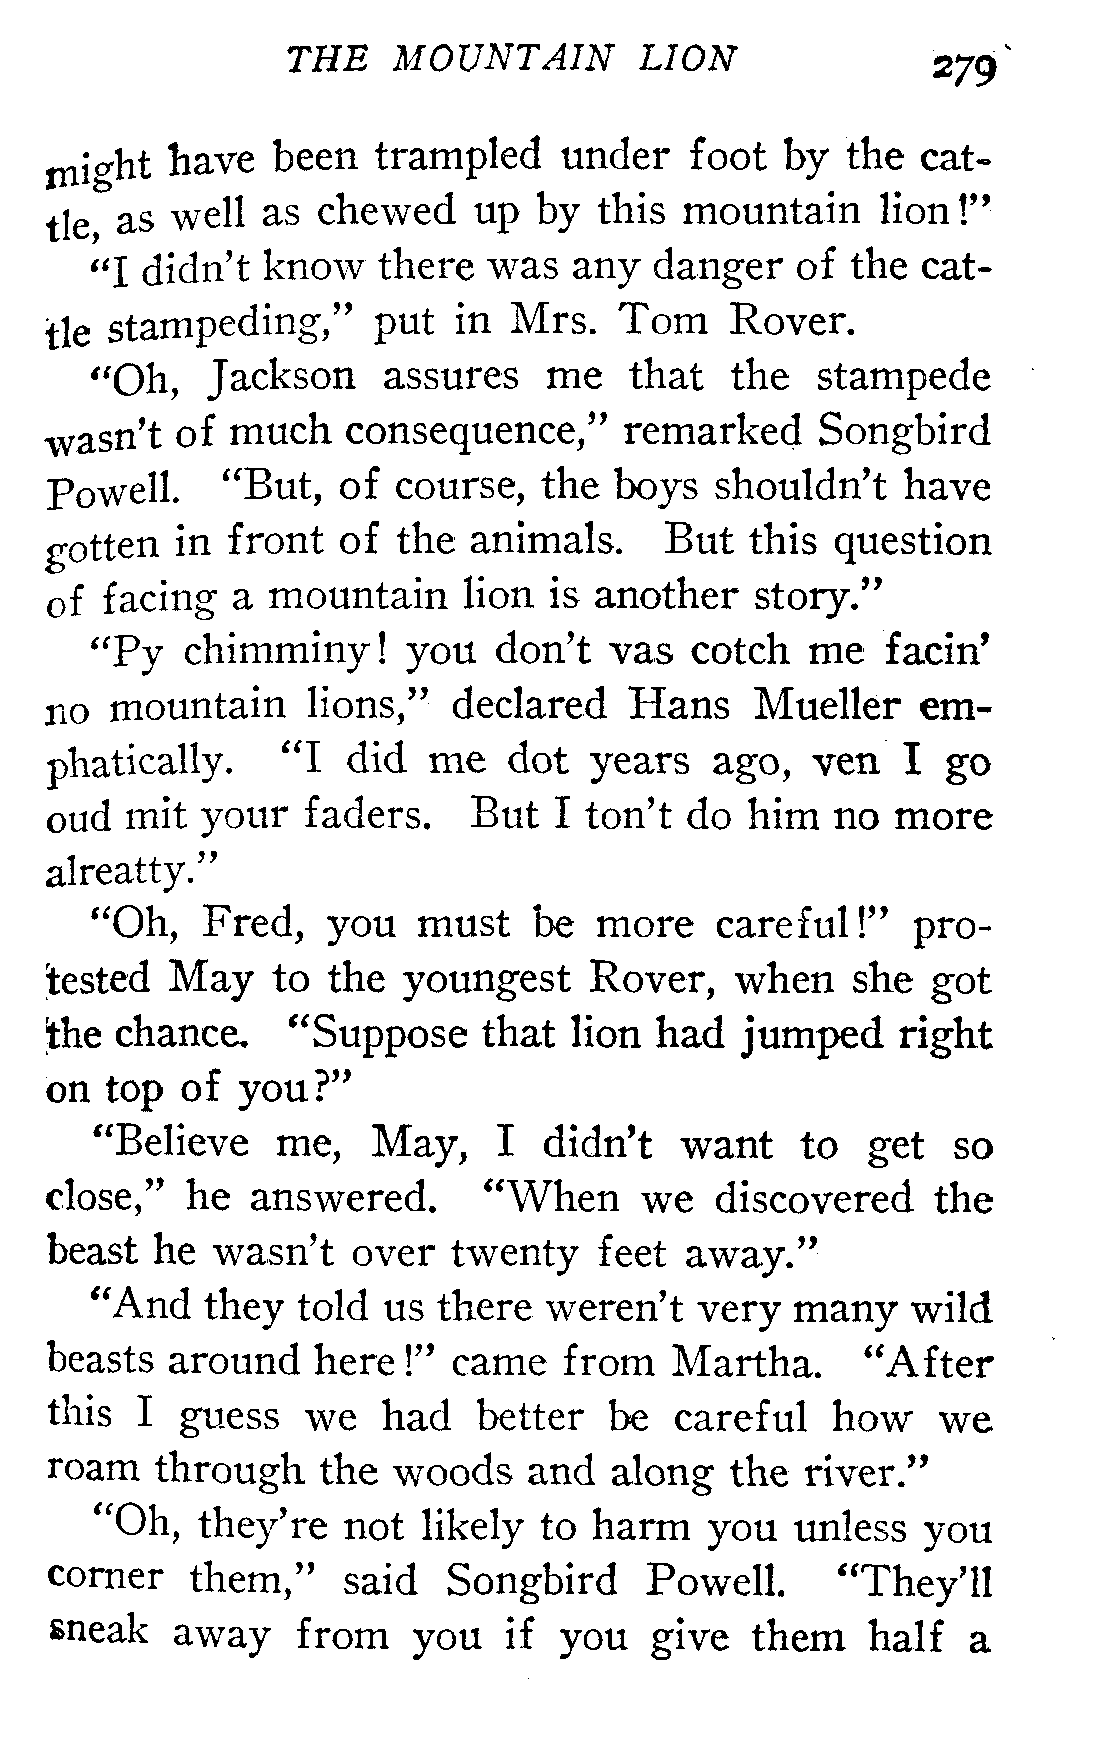 THE MOUNTAIN LION 279
might have been trampled under foot by the cat-
tle, as well as chewed up by this mountain lion!"
"I didn't know there was any danger of the cat-
tle stampeding," put in Mrs. Tom Rover.
"Oh, Jackson assures me that the stampede
wasn't of much consequence," remarked Songbird
Powell. "But, of course, the boys shouldn't have
gotten in front of the animals. But this question
of facing a mountain lion is another story."
"Py chimminy! you don't vas cotch me facin'
no mountain lions," declared Hans Mueller em-
phatically. "I did me dot years ago, ven I go
oud mit your faders. But I ton't do him no more
alreatty."
"Oh, Fred, you must be more careful!" pro-
tested May to the youngest Rover, when she got
the chance. "Suppose that lion had jumped right
on top of you?"
"Believe me, May, I didn't want to get so
close," he answered. "When we discovered the
beast he wasn't over twenty feet away."
"And they told us there weren't very many wild
beasts around here!" came from Martha. "After
this I guess we had better be careful how we
roam through the woods and along the river."
"Oh, they're not likely to harm you unless you
corner them," said Songbird Powell. "They'll
sneak away from you if you give them half a